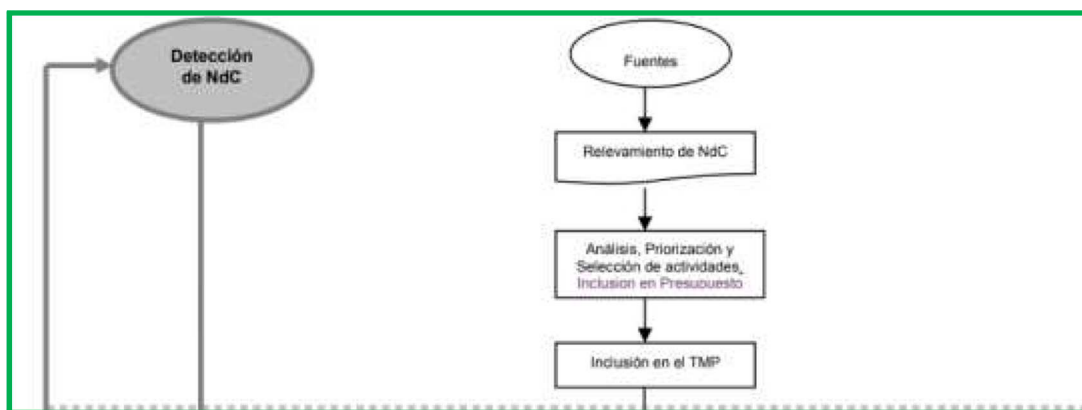 Detección
de NdC
Fuentes
Relevamiento de NdC
Análisis, Priorización y
Selección de actividades,
Inclusion en Presupuesto
Inclusión en el TMP